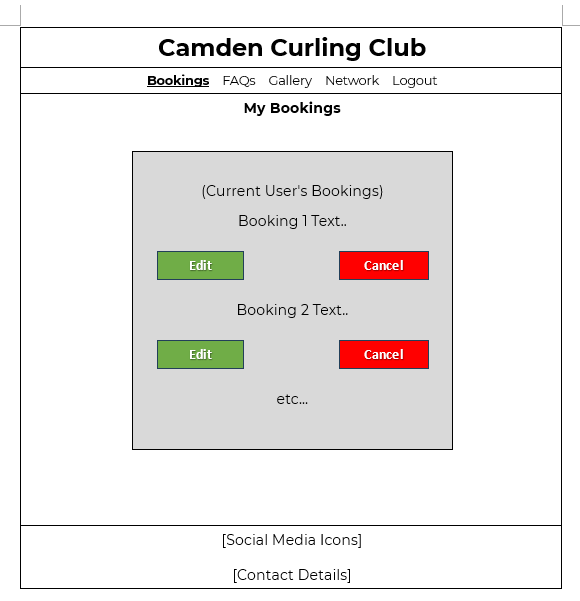 Camden Curling Club
Bookings FAQs Gallery Network Logout
My Bookings
(Current User's Bookings)
Booking 1 Text..
Edit Cancel
Booking 2 Text..
Edit Cancel
etc...
[Social Media Icons]
[Contact Details]